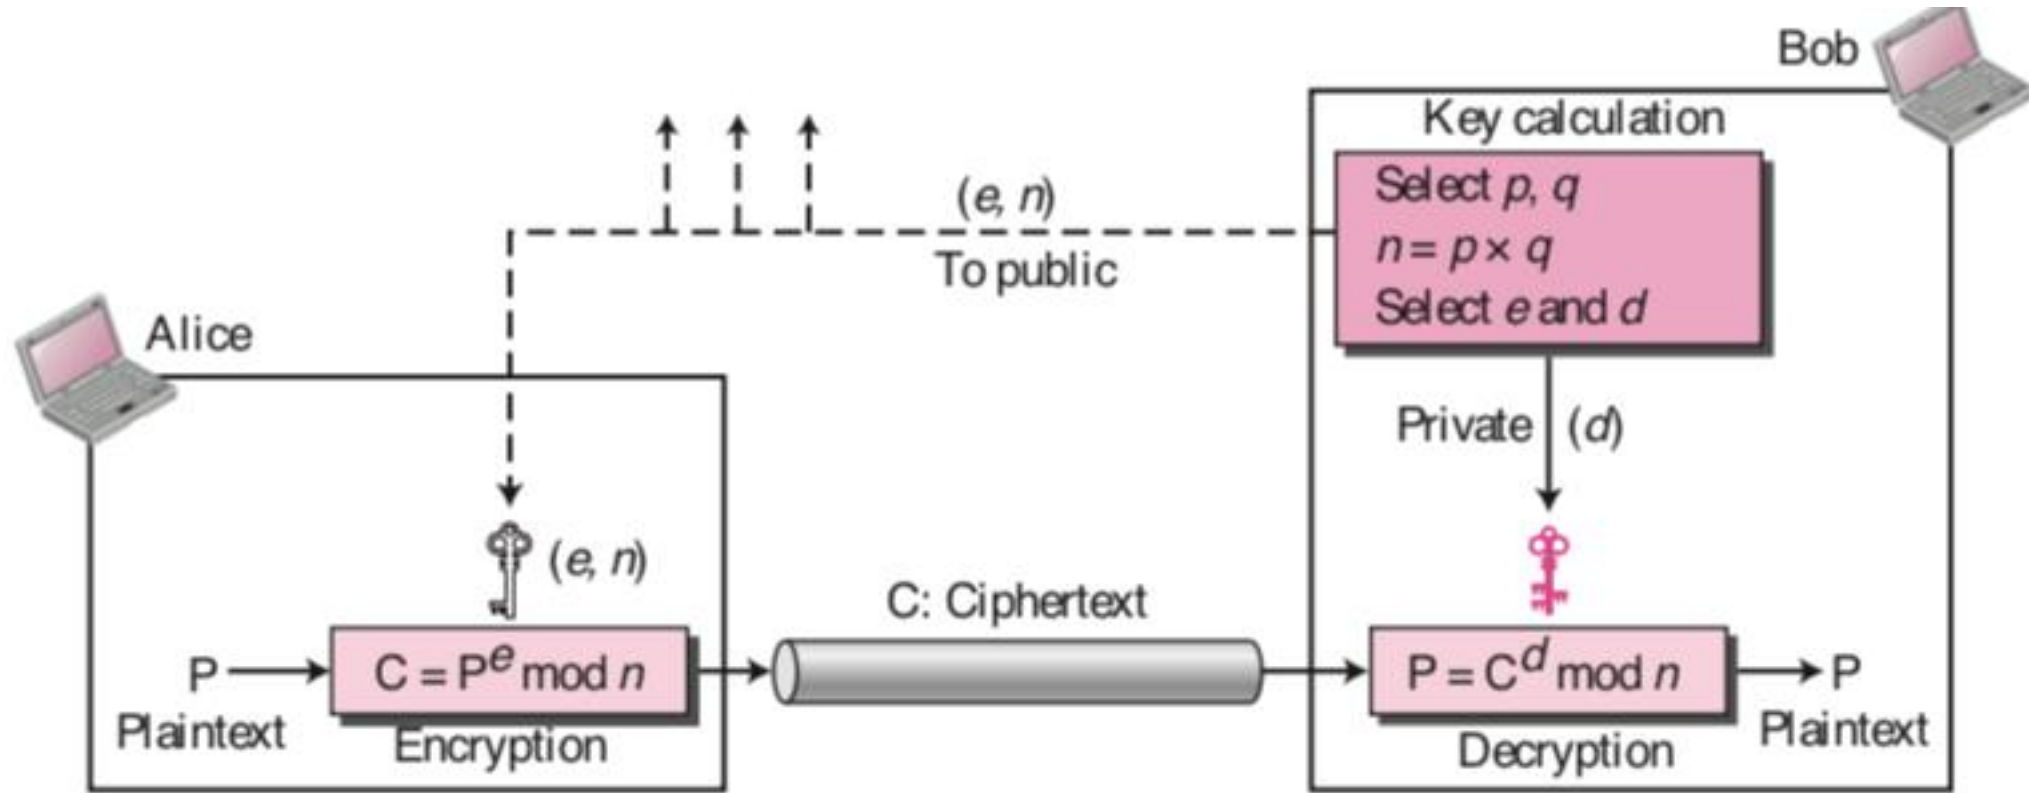 Bob
Key calculation
Select p, q
n = p × q
Select e and d
(e, n)
To public
Alice
Private (d)
(e, n)
C: Ciphertext
P
C = P^e mod n
P = C^d mod n
P
Plaintext
Encryption
Decryption
Plaintext